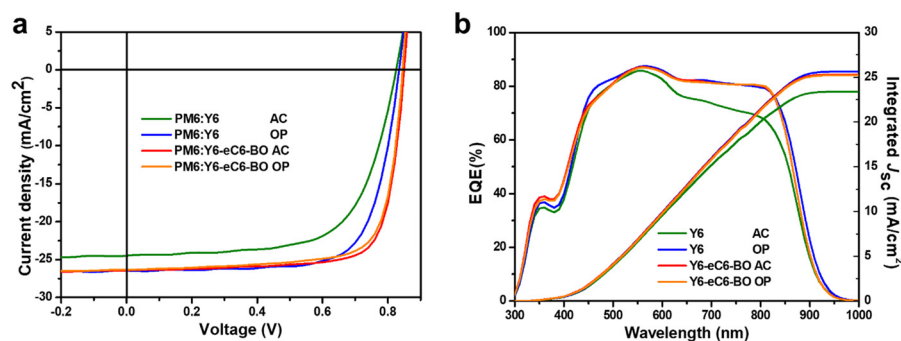 a
5
0
-5
-10
-15
-20
-25
-30
Current density (mA/cm²)
PM6:Y6 AC
PM6:Y6 OP
PM6:Y6-eC6-BO AC
PM6:Y6-eC6-BO OP
-0.2 0.0 0.2 0.4 0.6 0.8
Voltage (V)
b
100
80
60
40
20
0
EQE(%)
30
25
20
15
10
5
0
Integrated Jsc (mA/cm²)
Y6 AC
Y6 OP
Y6-eC6-BO AC
Y6-eC6-BO OP
300 400 500 600 700 800 900 1000
Wavelength (nm)